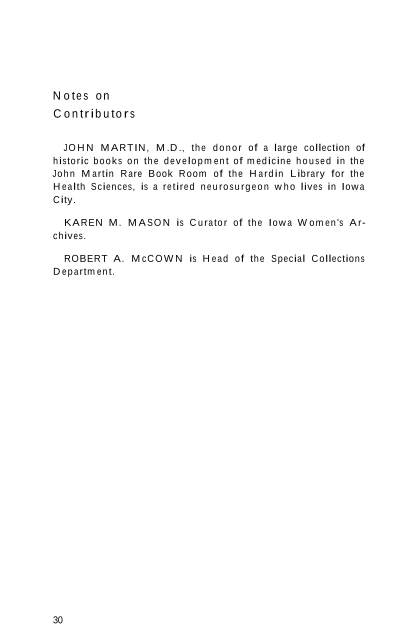 Notes on
Contributors
JOHN MARTIN, M.D., the donor of a large collection of
historic books on the development of medicine housed in the
John Martin Rare Book Room of the Hardin Library for the
Health Sciences, is a retired neurosurgeon who lives in Iowa
City.
KAREN M. MASON is Curator of the Iowa Women's Ar-
chives.
ROBERT A. McCOWN is Head of the Special Collections
Department.
30